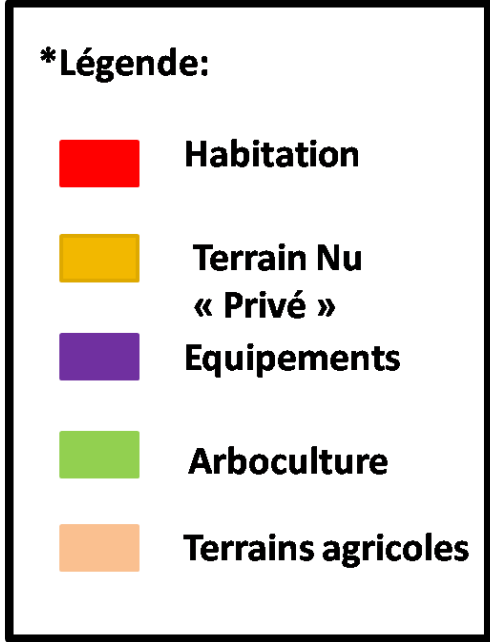 *Légende:
Habitation
Terrain Nu
« Privé »
Equipements
Arboculture
Terrains agricoles